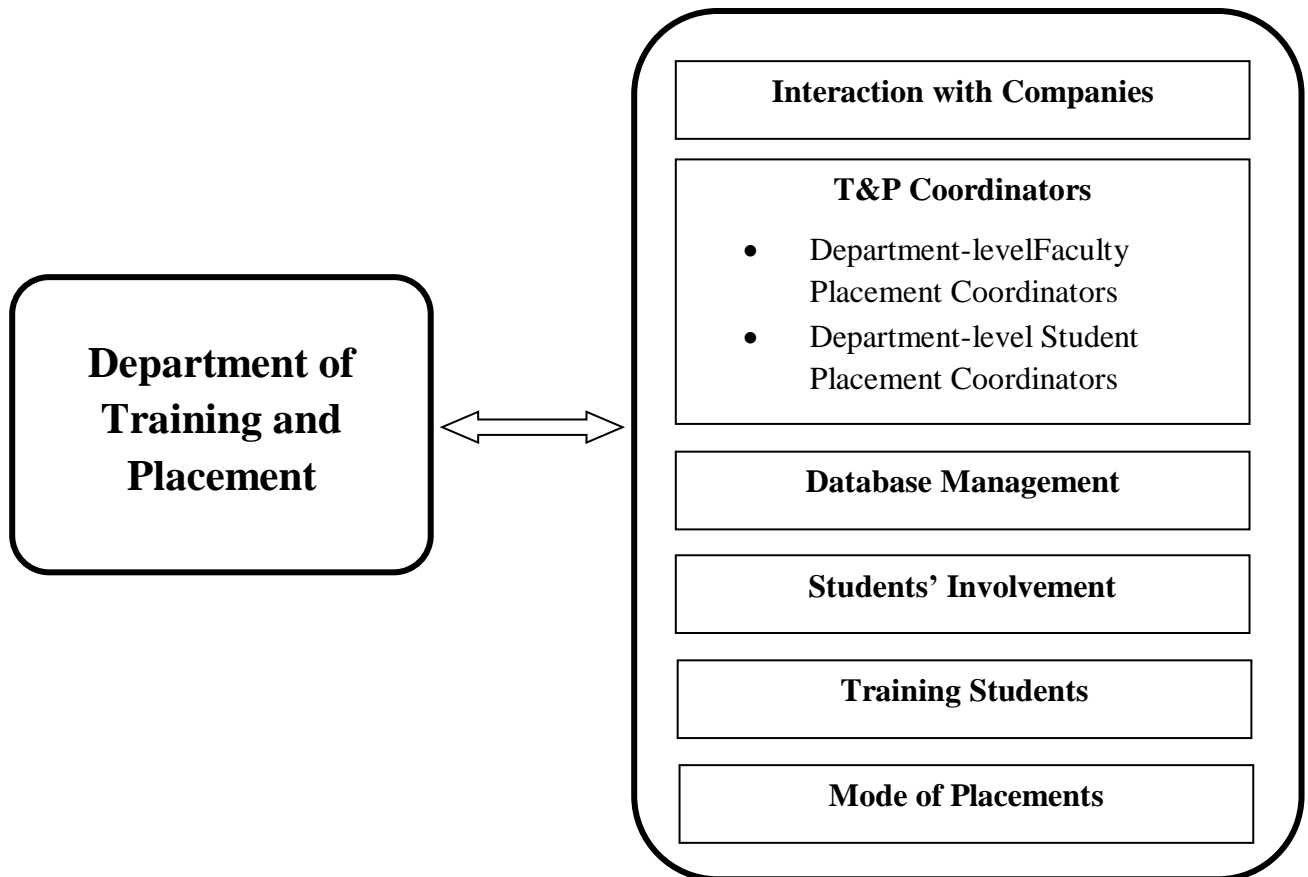 Department of
Training and
Placement
Interaction with Companies
T&P Coordinators
• Department-levelFaculty
Placement Coordinators
• Department-level Student
Placement Coordinators
Database Management
Students’ Involvement
Training Students
Mode of Placements